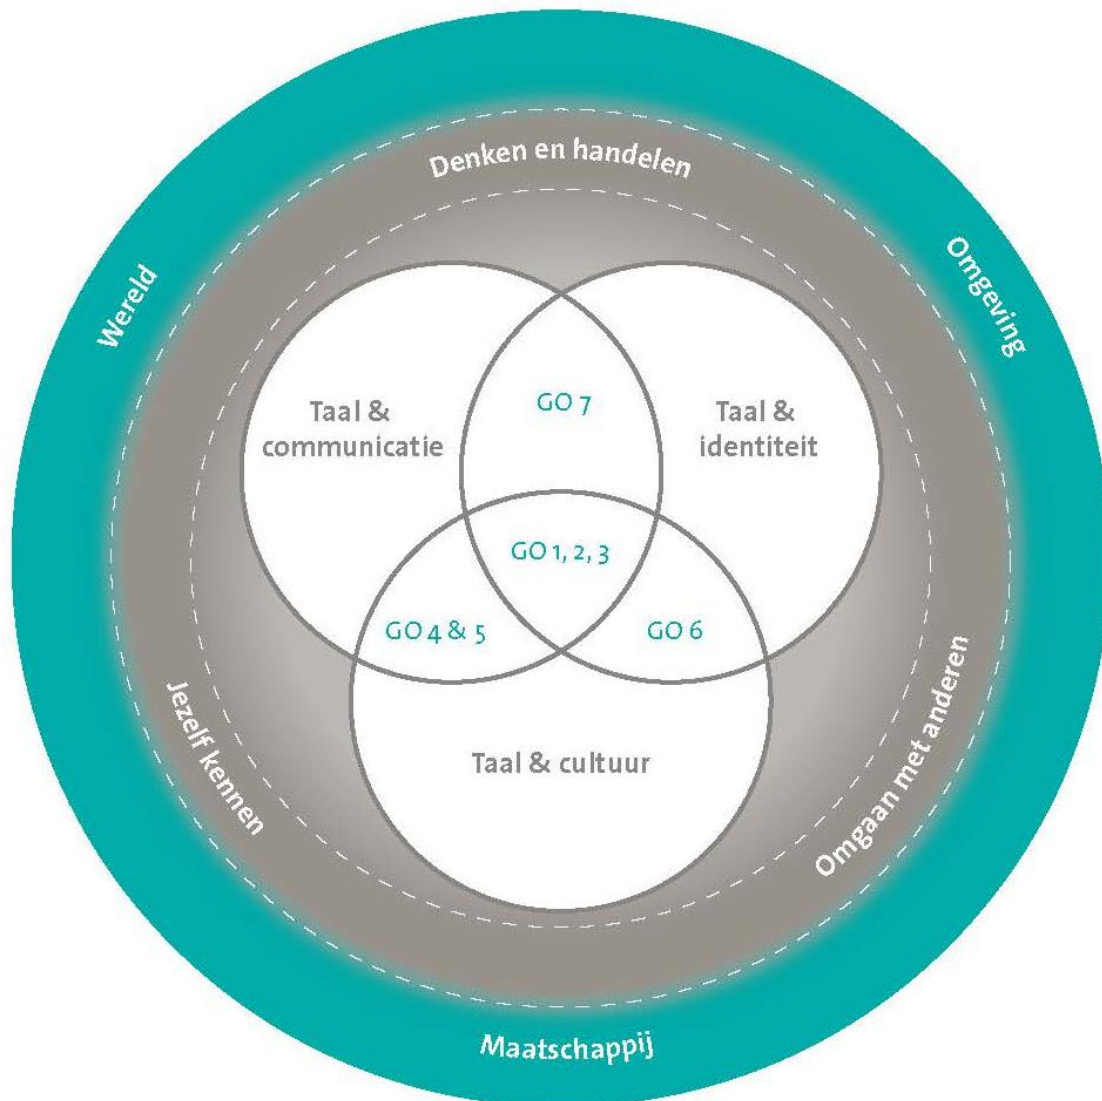 Denken en handelen
Wereld
Omgeving
Taal &
communicatie
GO 7
Taal &
identiteit
GO 1, 2, 3
GO 4 & 5
GO 6
Jezelf kennen
Taal & cultuur
Omgaan met anderen
Maatschappij